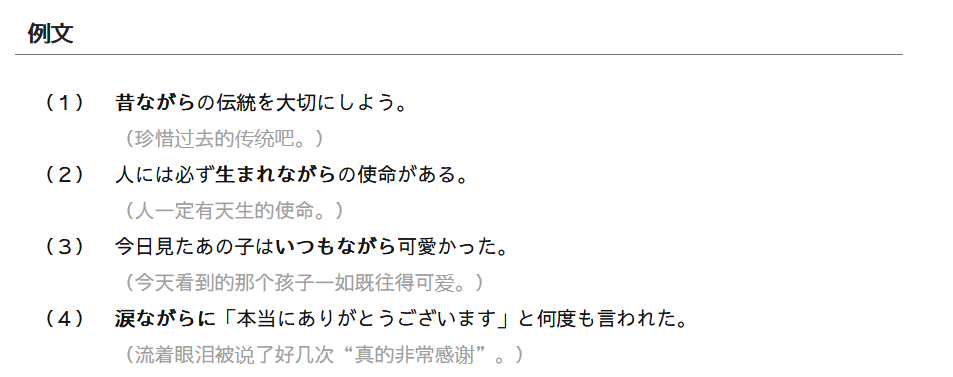 例文
（１） 昔ながらの伝統を大切にしよう。
（珍惜过去的传统吧。）
（２） 人には必ず生まれながらの使命がある。
（人一定有天生的使命。）
（３） 今日見たあの子はいつもながら可愛かった。
（今天看到的那个孩子一如既往得可爱。）
（４） 涙ながらに「本当にありがとうございます」と何度も言われた。
（流着眼泪被说了好几次“真的非常感谢”。）